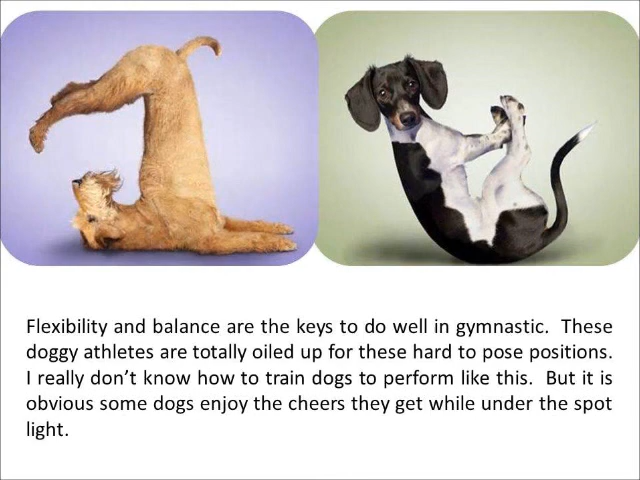 Flexibility and balance are the keys to do well in gymnastic.  These
doggy athletes are totally oiled up for these hard to pose positions.
I really don’t know how to train dogs to perform like this.  But it is
obvious some dogs enjoy the cheers they get while under the spot
light.